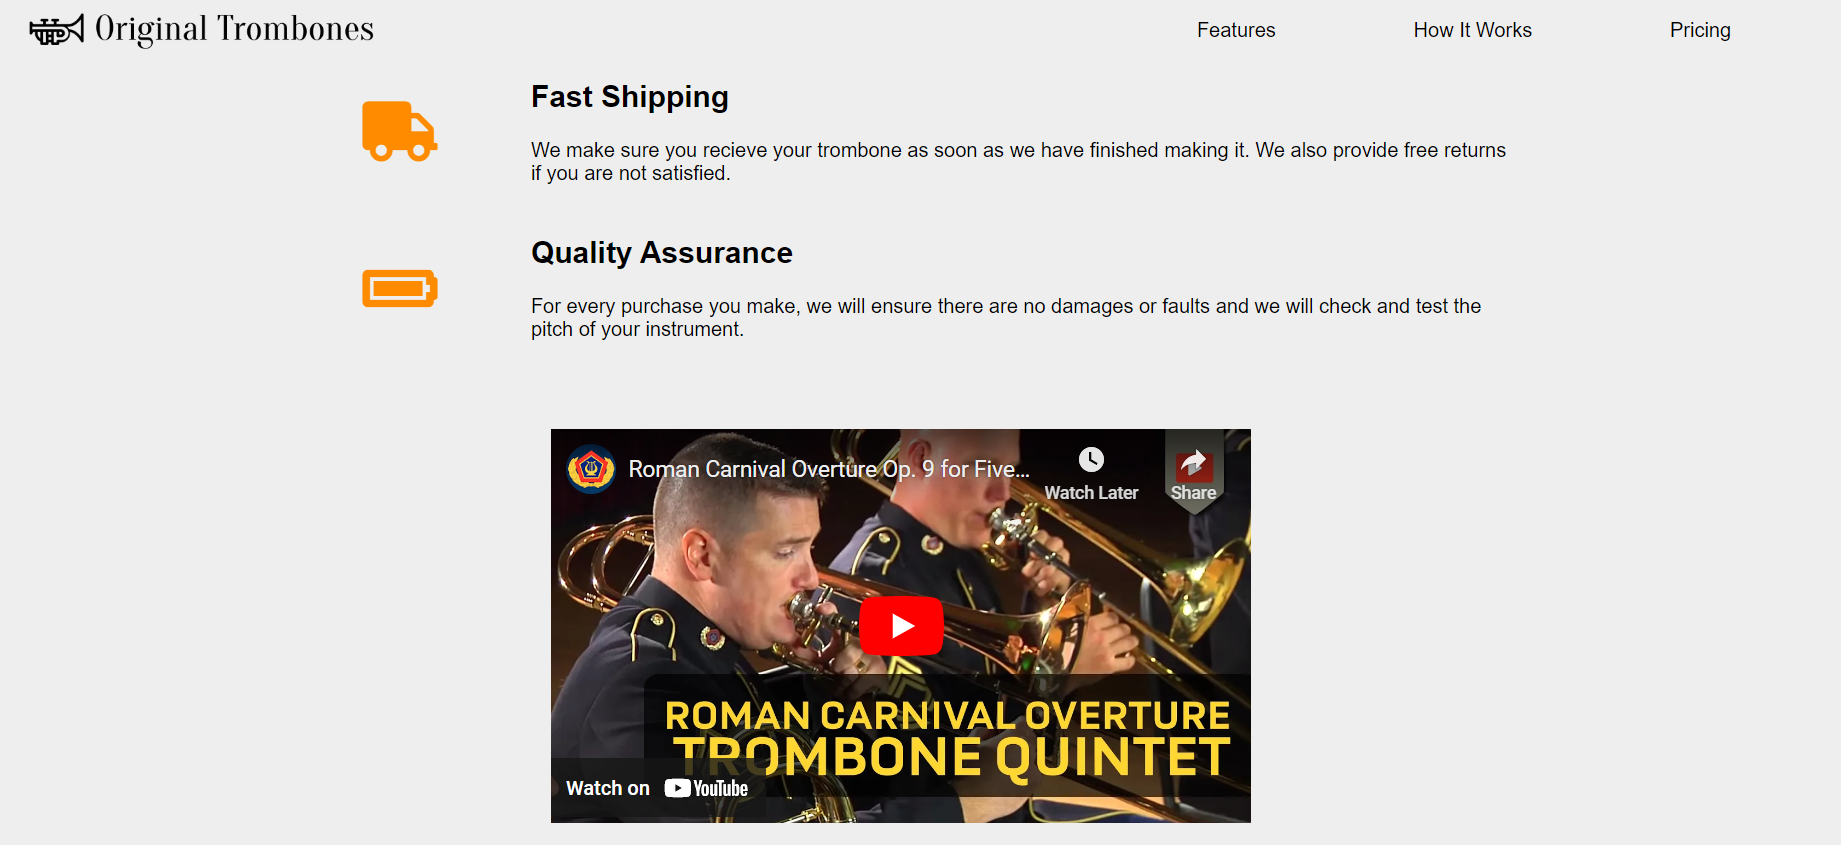 Original Trombones
Features
How It Works
Pricing
Fast Shipping
We make sure you recieve your trombone as soon as we have finished making it. We also provide free returns
if you are not satisfied.
Quality Assurance
For every purchase you make, we will ensure there are no damages or faults and we will check and test the
pitch of your instrument.
Roman Carnival Overture Op. 9 for Five...
Watch Later
Share
ROMAN CARNIVAL OVERTURE
TROMBONE QUINTET
Watch on YouTube